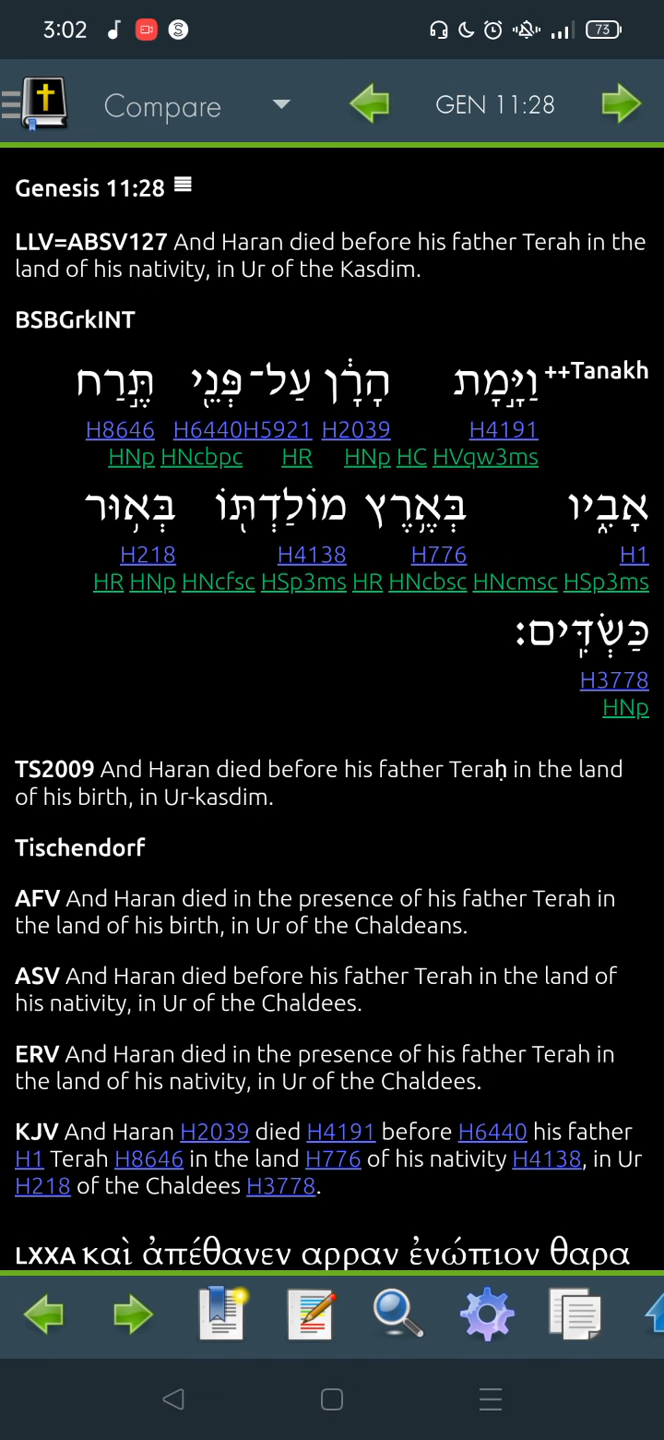 3:02
73
Compare
GEN 11:28
Genesis 11:28
LLV=ABSV127 And Haran died before his father Terah in the
land of his nativity, in Ur of the Kasdim.
BSBGrkINT
++Tanakh וַיָּ֣מָת הָרָ֔ן עַל־פְּנֵ֖י תֶּ֣רַח
H8646 H6440H5921 H2039 H4191
HNp HNcbpc HR HNp HC HVqw3ms
אָבִ֑יו בְּאֶ֥רֶץ מוֹלַדְתּ֖וֹ בְּא֥וּר
H218 H4138 H776 H1
HR HNp HNcfsc HSp3ms HR HNcbsc HNcmsc HSp3ms
כַּשְׂדִּֽים׃
H3778
HNp
TS2009 And Haran died before his father Teraḥ in the land
of his birth, in Ur-kasdim.
Tischendorf
AFV And Haran died in the presence of his father Terah in
the land of his birth, in Ur of the Chaldeans.
ASV And Haran died before his father Terah in the land of
his nativity, in Ur of the Chaldees.
ERV And Haran died in the presence of his father Terah in
the land of his nativity, in Ur of the Chaldees.
KJV And Haran H2039 died H4191 before H6440 his father
H1 Terah H8646 in the land H776 of his nativity H4138, in Ur
H218 of the Chaldees H3778.
LXXA καὶ ἀπέθανεν αρραν ἐνώπιον θαρα